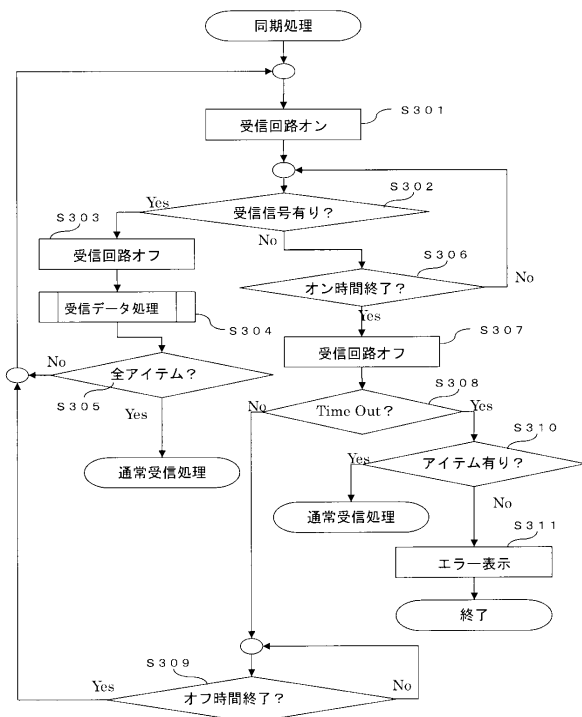 同期処理
受信回路オン
S301
受信信号有り？
S302
Yes
No
S303
受信回路オフ
受信データ処理
S304
全アイテム？
S305
No
Yes
通常受信処理
オン時間終了？
S306
No
Yes
受信回路オフ
S307
Time Out？
S308
No
Yes
アイテム有り？
S310
Yes
No
通常受信処理
エラー表示
S311
終了
S309
オフ時間終了？
Yes
No